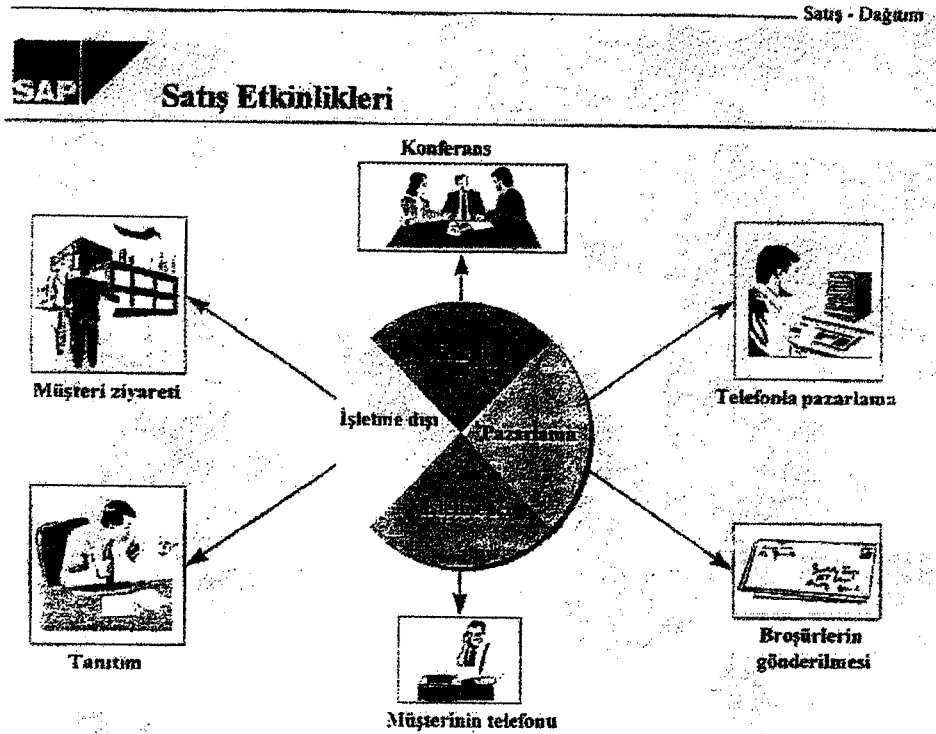 Satış - Dağıtım
SAP
Satış Etkinlikleri
Konferans
Müşteri ziyareti
Telefonla pazarlama
İşletme dışı
Pazarlama
Tanıtım
Broşürlerin
gönderilmesi
Müşterinin telefonu